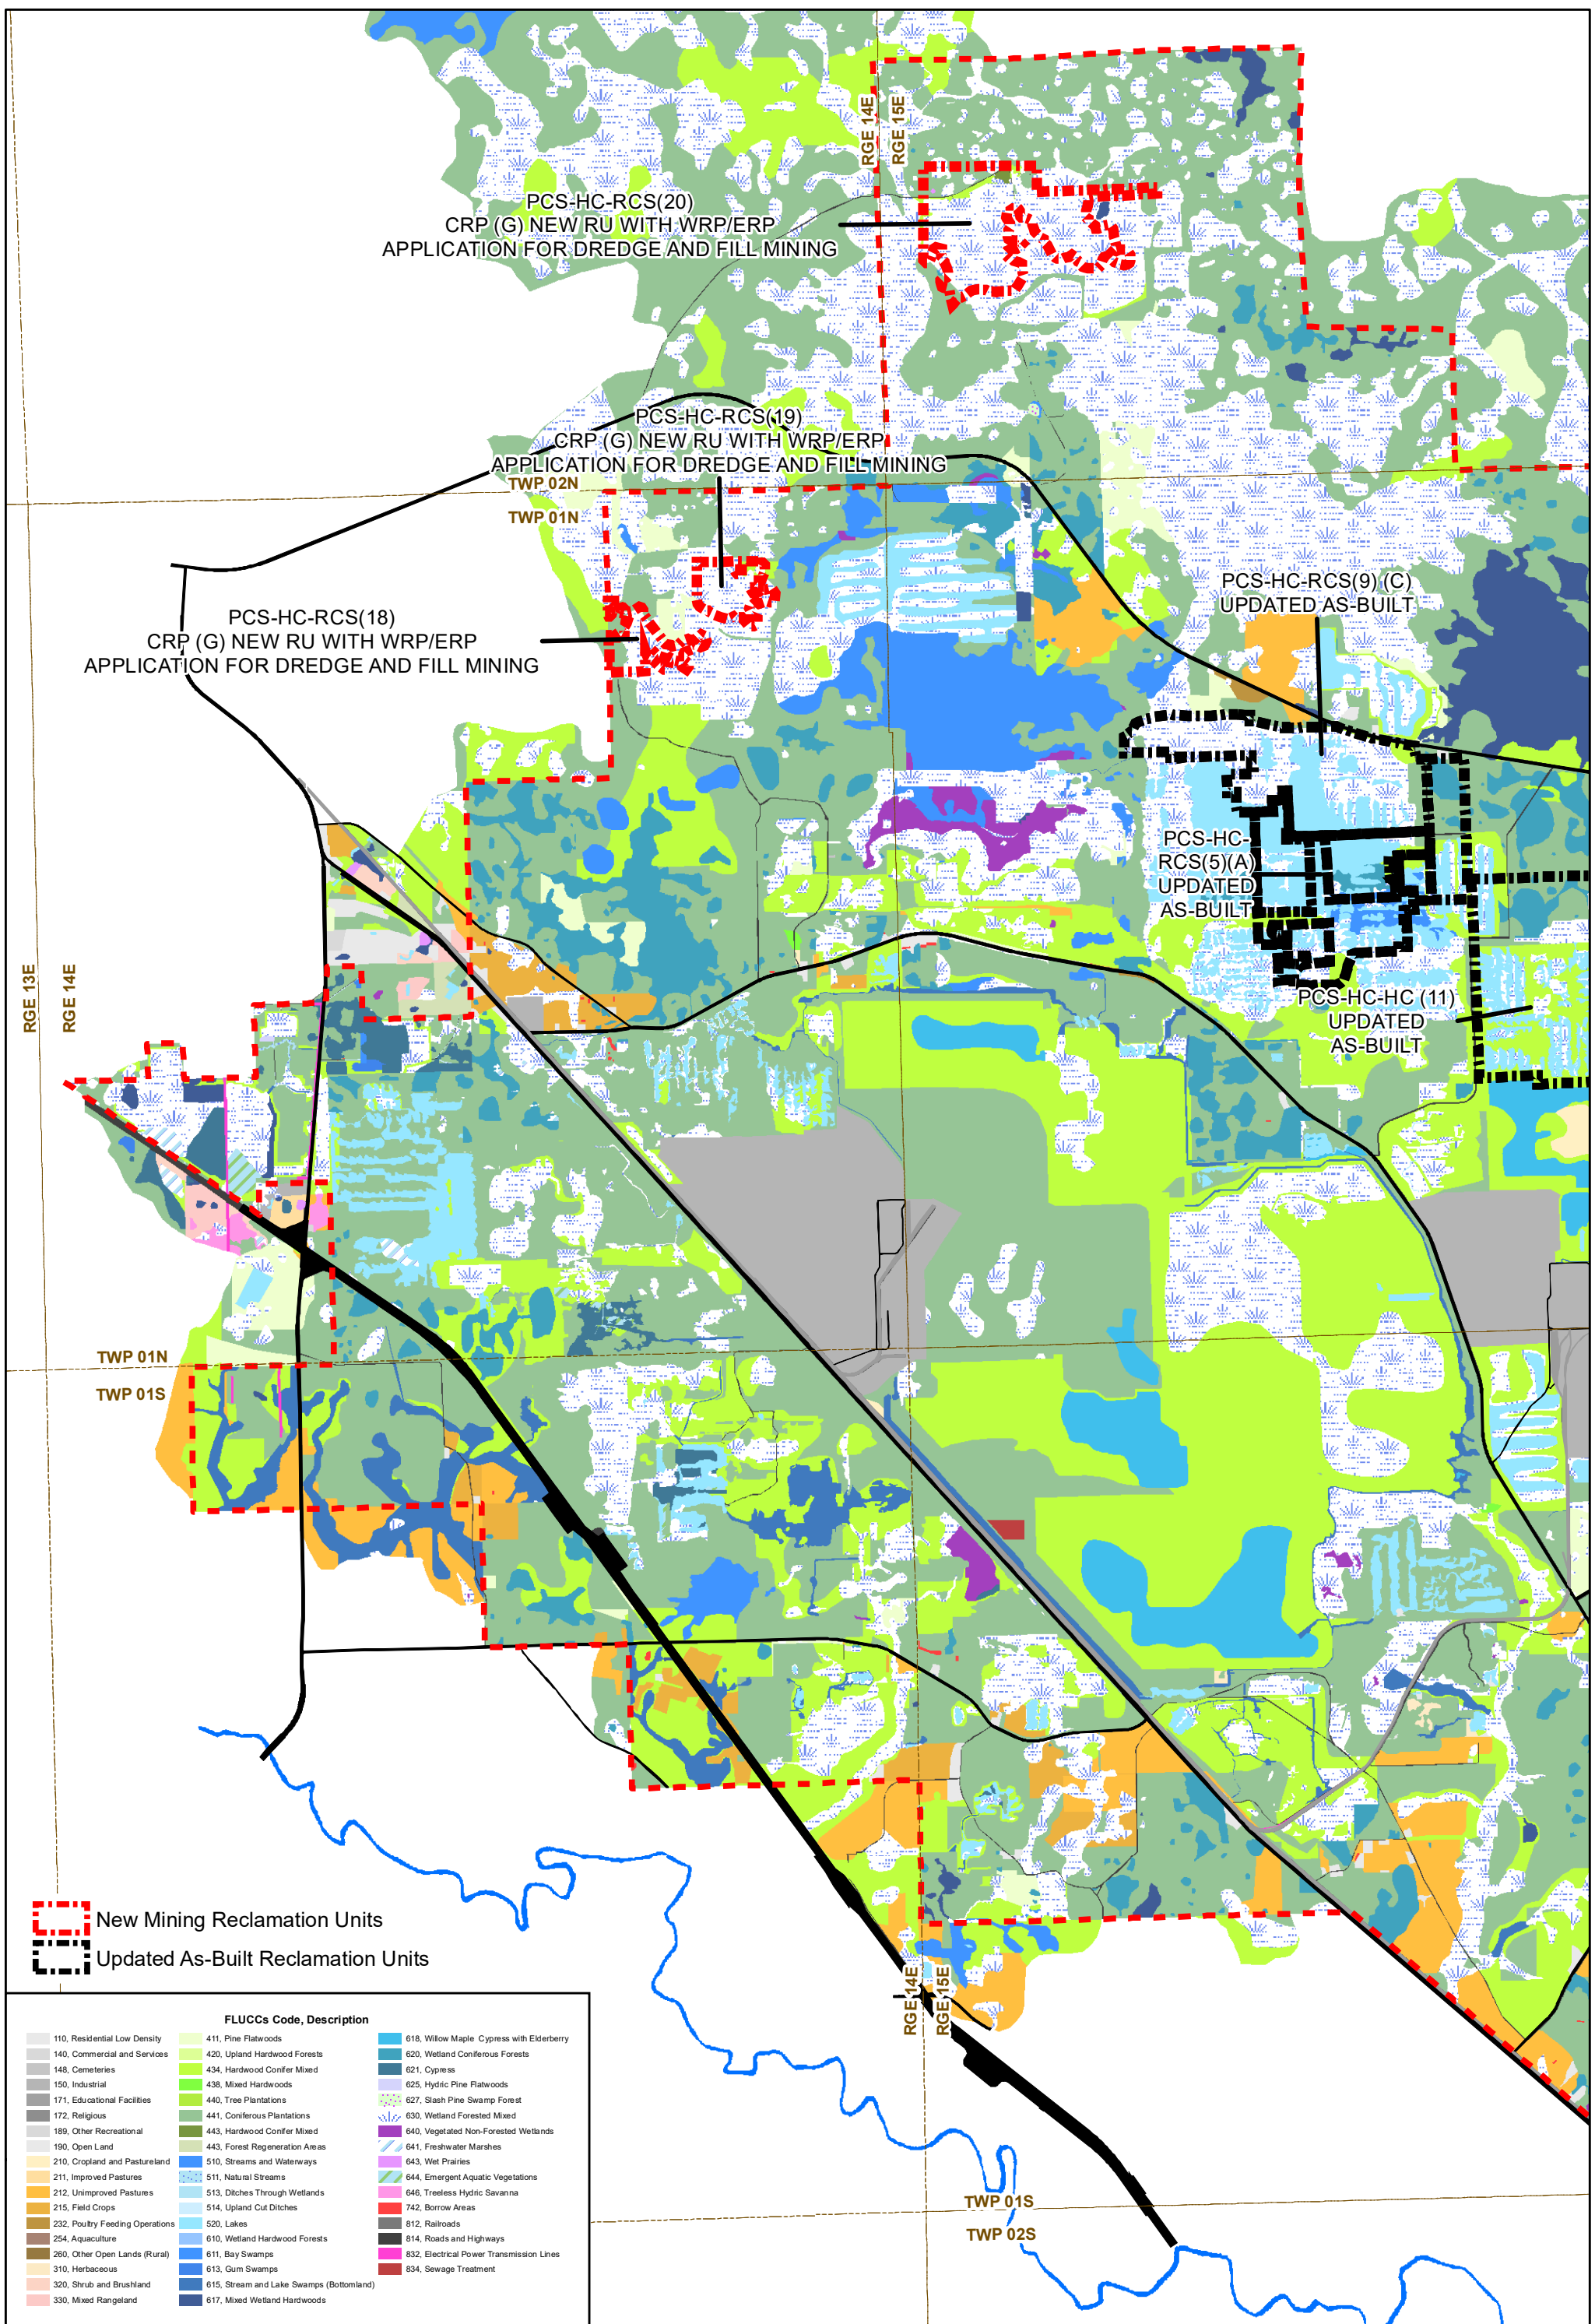 RGE 14E
RGE 15E
PCS-HC-RCS(20)
CRP (G) NEW RU WITH WRP/ERP
APPLICATION FOR DREDGE AND FILL MINING
PCS-HC-RCS(19)
CRP (G) NEW RU WITH WRP/ERP
APPLICATION FOR DREDGE AND FILL MINING
TWP 02N
TWP 01N
PCS-HC-RCS(9) (C)
UPDATED AS-BUILT
PCS-HC-RCS(18)
CRP (G) NEW RU WITH WRP/ERP
APPLICATION FOR DREDGE AND FILL MINING
PCS-HC-
RCS(5)(A)
UPDATED
AS-BUILT
RGE 13E
RGE 14E
PCS-HC-HC (11)
UPDATED
AS-BUILT
TWP 01N
TWP 01S
New Mining Reclamation Units
Updated As-Built Reclamation Units
RGE 14E
RGE 15E
TWP 01S
TWP 02S
FLUCCs Code, Description
110, Residential Low Density
140, Commercial and Services
148, Cemeteries
150, Industrial
171, Educational Facilities
172, Religious
189, Other Recreational
190, Open Land
210, Cropland and Pastureland
211, Improved Pastures
212, Unimproved Pastures
215, Field Crops
232, Poultry Feeding Operations
254, Aquaculture
260, Other Open Lands (Rural)
310, Herbaceous
320, Shrub and Brushland
330, Mixed Rangeland
411, Pine Flatwoods
420, Upland Hardwood Forests
434, Hardwood Conifer Mixed
438, Mixed Hardwoods
440, Tree Plantations
441, Coniferous Plantations
443, Hardwood Conifer Mixed
443, Forest Regeneration Areas
510, Streams and Waterways
511, Natural Streams
513, Ditches Through Wetlands
514, Upland Cut Ditches
520, Lakes
610, Wetland Hardwood Forests
611, Bay Swamps
613, Gum Swamps
615, Stream and Lake Swamps (Bottomland)
617, Mixed Wetland Hardwoods
618, Willow Maple Cypress with Elderberry
620, Wetland Coniferous Forests
621, Cypress
625, Hydric Pine Flatwoods
627, Slash Pine Swamp Forest
630, Wetland Forested Mixed
640, Vegetated Non-Forested Wetlands
641, Freshwater Marshes
643, Wet Prairies
644, Emergent Aquatic Vegetations
646, Treeless Hydric Savanna
742, Borrow Areas
812, Railroads
814, Roads and Highways
832, Electrical Power Transmission Lines
834, Sewage Treatment